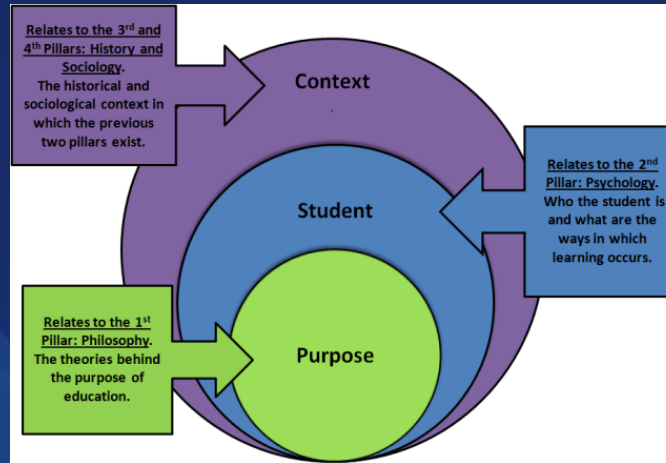 Relates to the 3rd and
4th Pillars: History and
Sociology.
The historical and
sociological context in
which the previous
two pillars exist.
Context
Relates to the 2nd
Pillar: Psychology.
Who the student is
and what are the
ways in which
learning occurs.
Student
Relates to the 1st
Pillar: Philosophy.
The theories behind
the purpose of
education.
Purpose